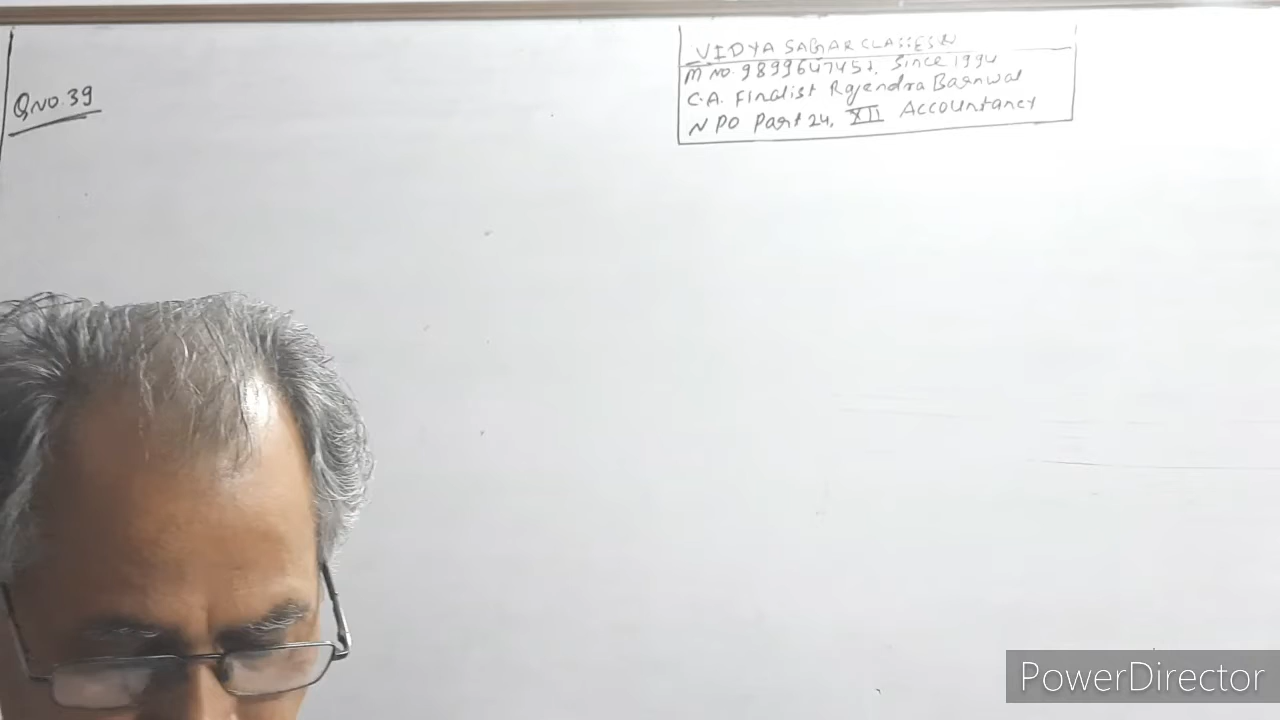 VIDYA SAGAR CLASSES
M NO. 9899647451, Since 1994
C.A. Finalist Rajendra Barnwal
NPO Part 24, XII Accountancy
Q NO. 39
PowerDirector